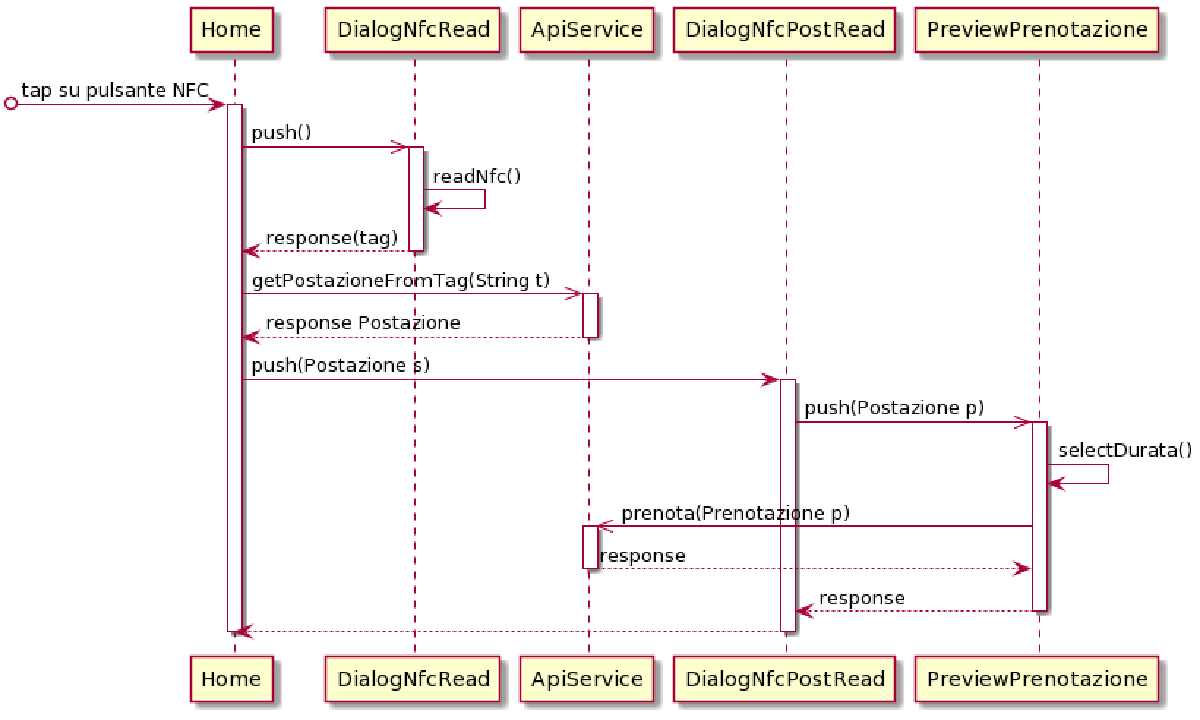 Home
DialogNfcRead
ApiService
DialogNfcPostRead
PreviewPrenotazione
tap su pulsante NFC
push()
readNfc()
response(tag)
getPostazioneFromTag(String t)
response Postazione
push(Postazione s)
push(Postazione p)
selectDurata()
prenota(Prenotazione p)
response
response
Home
DialogNfcRead
ApiService
DialogNfcPostRead
PreviewPrenotazione